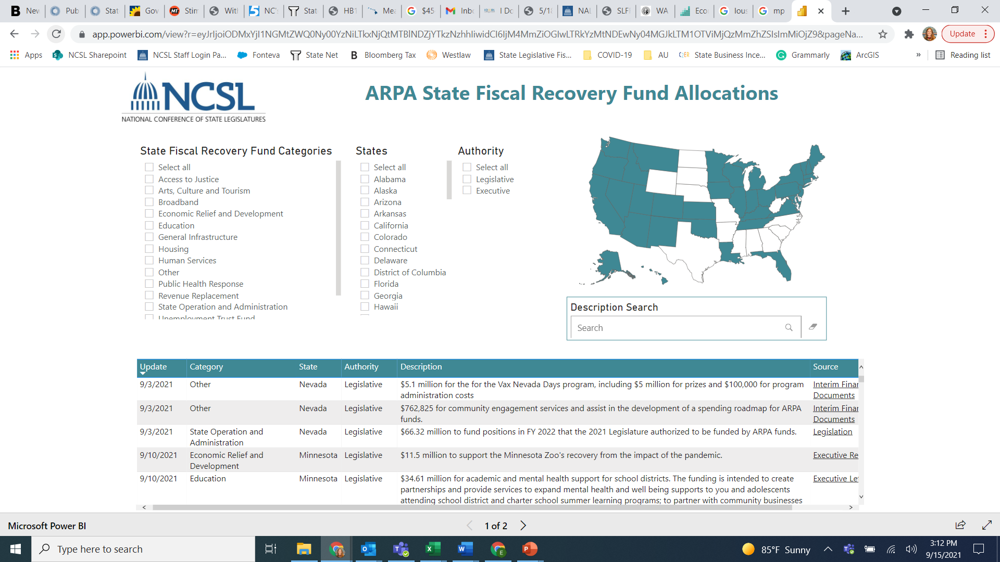 New
Pub
Stat
Gov
Stim
With
NC's
Stat
HB1
Mea
$45
Inbo
I Do
5/18
NAL
SLFI
WA
Eco
lous
mp
app.powerbi.com/view?r=eyJrIjoiODMxYjI1NGMtZWQ0Ny00YzNiLTkxNjQtMTBlNDZjYTkzNzhhIiwidCI6IjM4MmZiOGIwLTRkYzMtNDEwNy04MGJkLTM1OTViMjQzMmZhZSIsImMiOjZ9&pageNa...
Update
Apps
NCSL Sharepoint
NCSL Staff Login Pa...
Fonteva
State Net
Bloomberg Tax
Westlaw
State Legislative Fis...
COVID-19
AU
State Business Ince...
Grammarly
ArcGIS
»
Reading list
NCSL
NATIONAL CONFERENCE OF STATE LEGISLATURES
ARPA State Fiscal Recovery Fund Allocations
State Fiscal Recovery Fund Categories
Select all
Access to Justice
Arts, Culture and Tourism
Broadband
Economic Relief and Development
Education
General Infrastructure
Housing
Human Services
Other
Public Health Response
Revenue Replacement
State Operation and Administration
Unemployment Trust Fund
States
Select all
Alabama
Alaska
Arizona
Arkansas
California
Colorado
Connecticut
Delaware
District of Columbia
Florida
Georgia
Hawaii
Authority
Select all
Legislative
Executive
Description Search
Search
Update Category State Authority Description Source
9/3/2021 Other Nevada Legislative $5.1 million for the for the Vax Nevada Days program, including $5 million for prizes and $100,000 for program Interim Finar
administration costs Documents
9/3/2021 Other Nevada Legislative $762,825 for community engagement services and assist in the development of a spending roadmap for ARPA Interim Finar
funds. Documents
9/3/2021 State Operation and Nevada Legislative $66.32 million to fund positions in FY 2022 that the 2021 Legislature authorized to be funded by ARPA funds. Legislation
Administration
9/10/2021 Economic Relief and Minnesota Legislative $11.5 million to support the Minnesota Zoo's recovery from the impact of the pandemic. Executive Re
Development
9/10/2021 Education Minnesota Legislative $34.61 million for academic and mental health support for school districts. The funding is intended to create Executive Let
partnerships and provide services to expand mental health and well being supports to you and adolescents
attending school district and charter school summer learning programs; to partner with community businesses
Microsoft Power BI
1 of 2
Type here to search
85°F Sunny
3:12 PM
9/15/2021